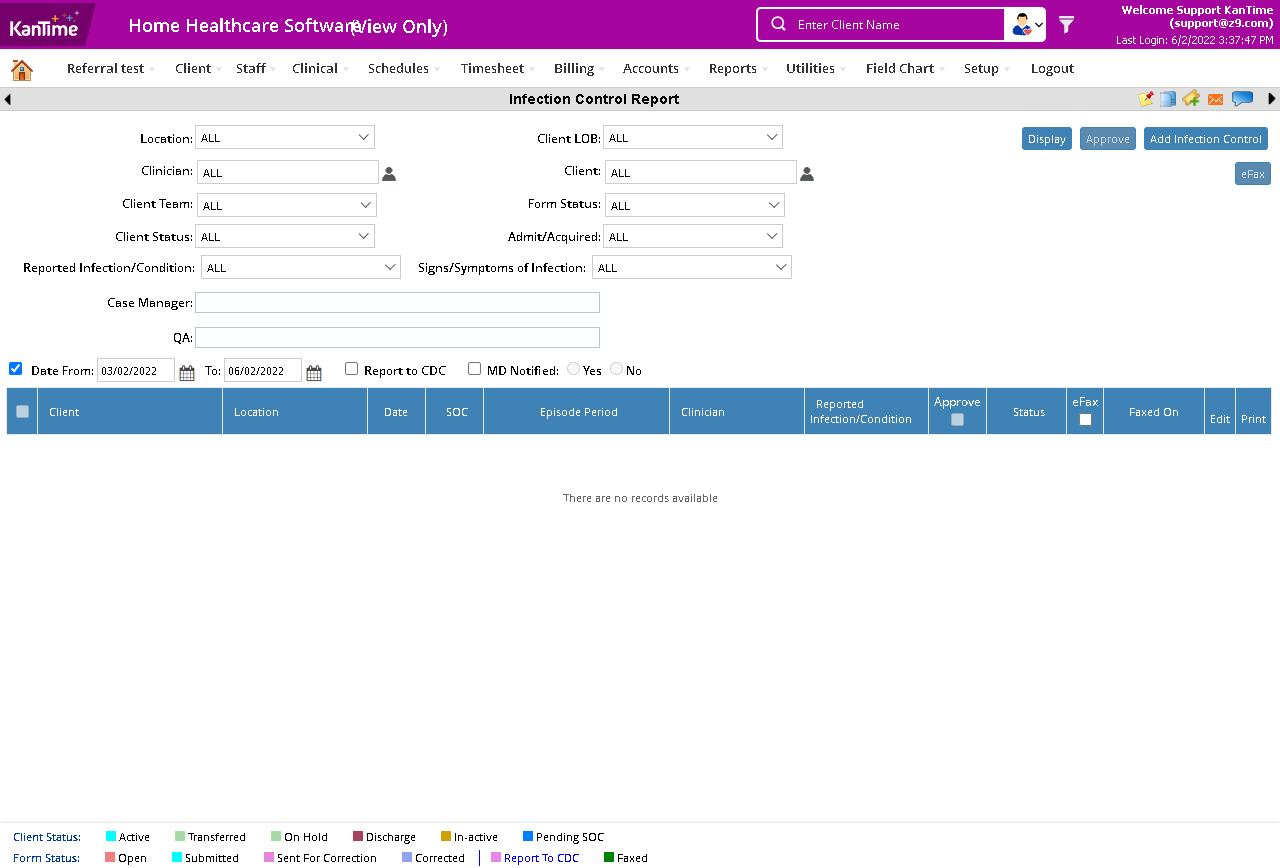 KanTime Home Healthcare Software (View Only) Enter Client Name Welcome Support KanTime
(support@z9.com)
Last Login: 6/2/2022 3:37:47 PM
Referral test Client Staff Clinical Schedules Timesheet Billing Accounts Reports Utilities Field Chart Setup Logout
Infection Control Report
Location: ALL Client LOB: ALL Display Approve Add Infection Control
Clinician: ALL Client: ALL eFax
Client Team: ALL Form Status: ALL
Client Status: ALL Admit/Acquired: ALL
Reported Infection/Condition: ALL Signs/Symptoms of Infection: ALL
Case Manager:
QA:
Date From: 03/02/2022 To: 06/02/2022 Report to CDC MD Notified: Yes No
Client Location Date SOC Episode Period Clinician Reported Infection/Condition Approve Status eFax Faxed On Edit Print
There are no records available
Client Status: Active Transferred On Hold Discharge In-active Pending SOC
Form Status: Open Submitted Sent For Correction Corrected Report To CDC Faxed